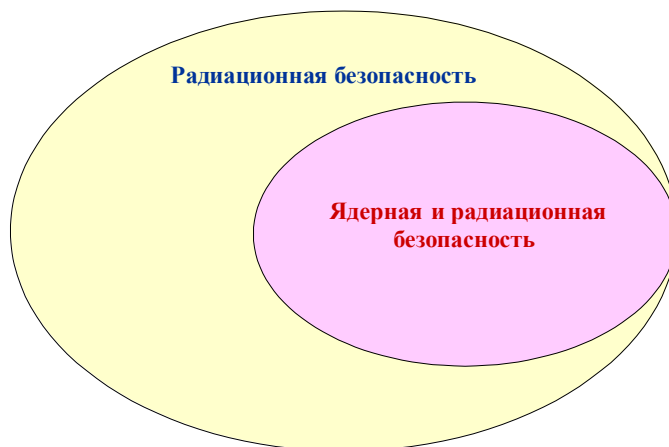 Радиационная безопасность
Ядерная и радиационная
безопасность